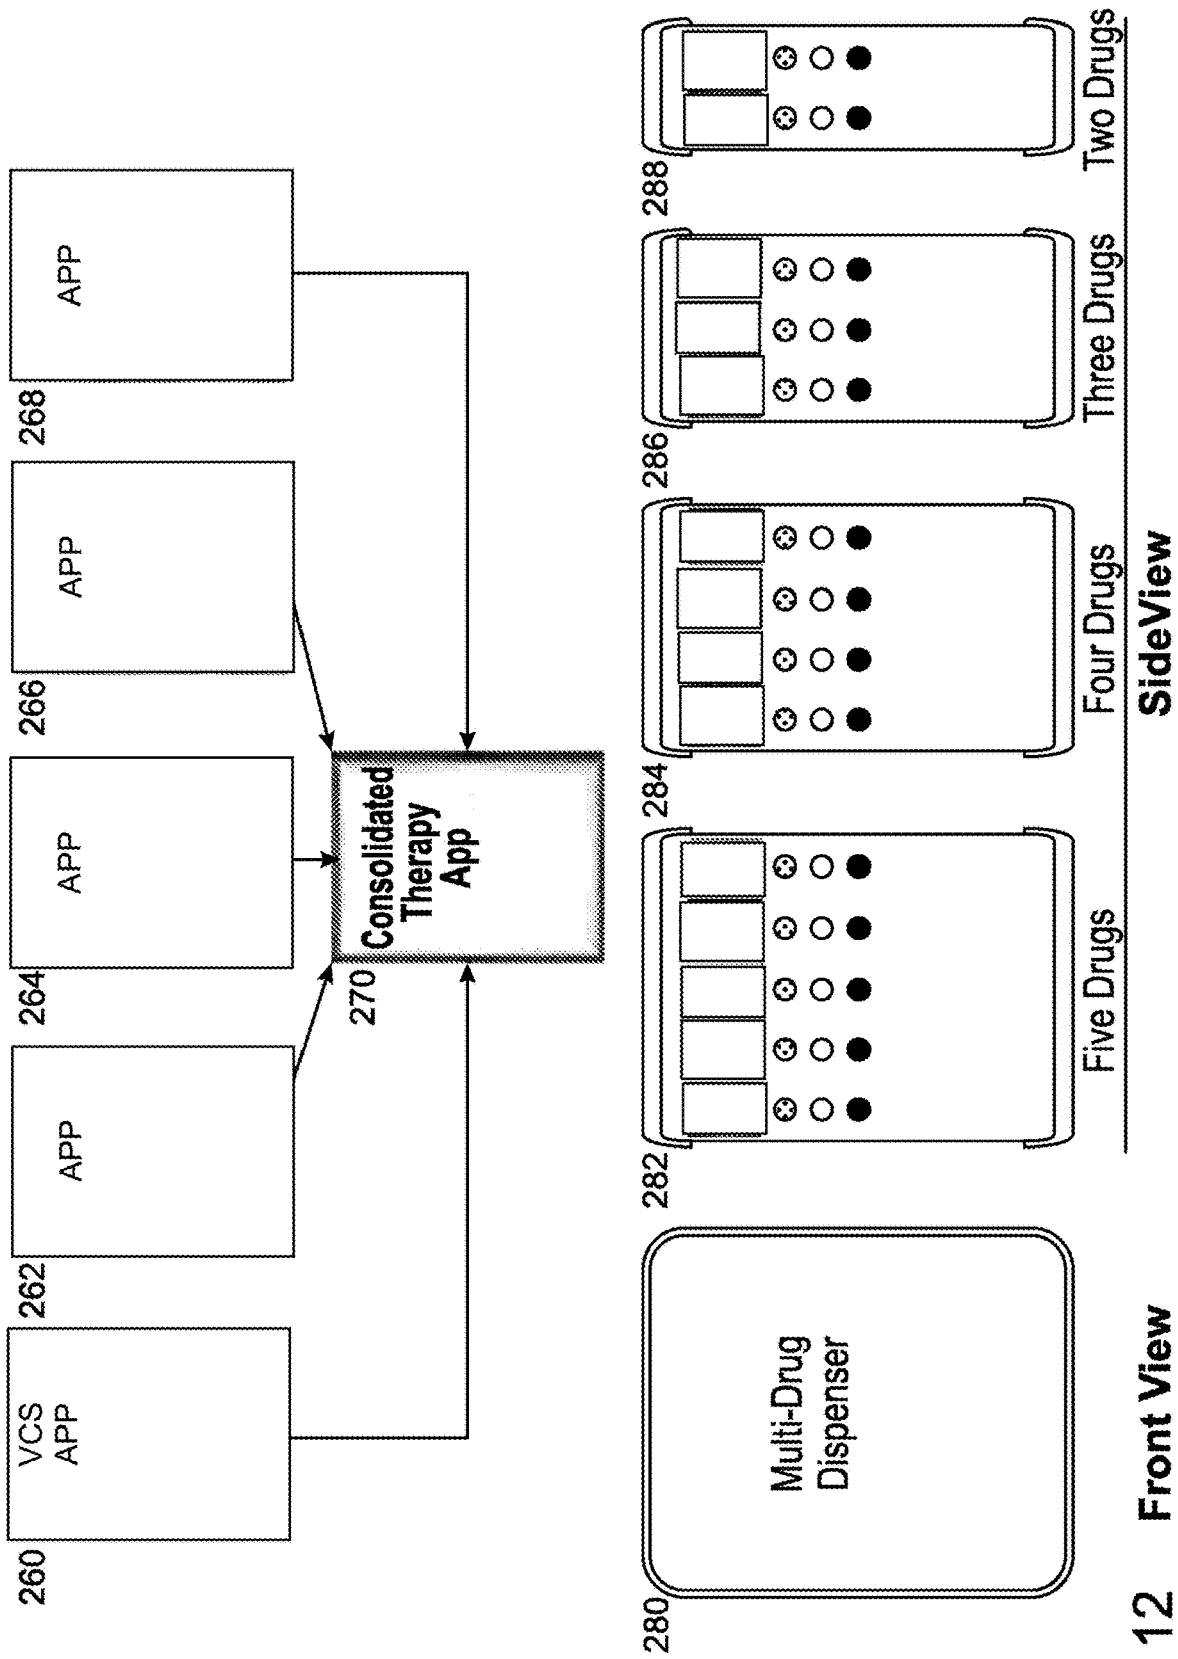 260
VCS
APP
262
APP
264
APP
266
APP
268
APP
270
Consolidated
Therapy
App
280
Multi-Drug
Dispenser
282
284
286
288
Five Drugs
Four Drugs
Three Drugs
Two Drugs
12
Front View
SideView